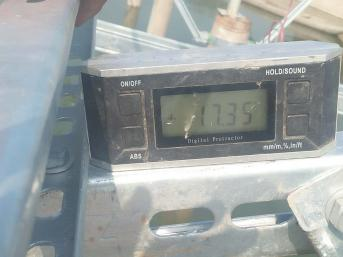 ON/OFF
HOLD/SOUND
17.35
Digital Protractor
ABS
mm/m,%,in/ft